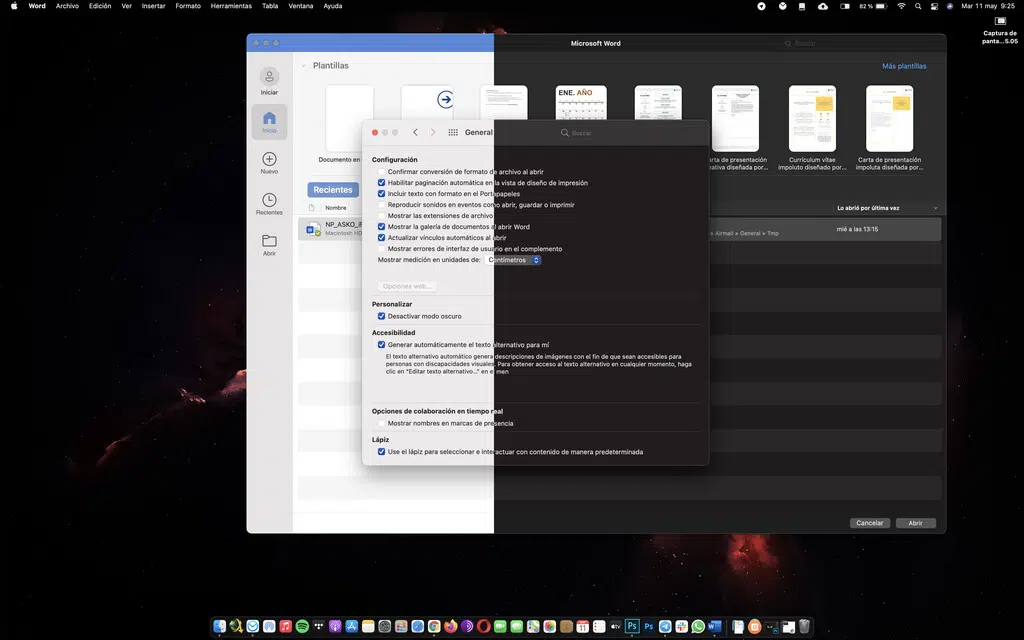 Word Archivo Edición Ver Insertar Formato Herramientas Tabla Ventana Ayuda
82 % Mar 11 may 9:25
Captura de
panta...5.05
Microsoft Word
Buscar
Plantillas
Más plantillas
Iniciar
Inicio
Nuevo
Recientes
Abrir
ENE. AÑO
Documento en
Currículum vitae
impoluto diseñado por...
Carta de presentación
impoluta diseñada por...
Recientes
Nombre
Lo abrió por última vez
NP_ASKO_
Macintosh HD
Airmail » General » Tmp
mié a las 13:15
General
Buscar
Configuración
Confirmar conversión de formato de archivo al abrir
Habilitar paginación automática en la vista de diseño de impresión
Incluir texto con formato en el Portapapeles
Reproducir sonidos en eventos como abrir, guardar o imprimir
Mostrar las extensiones de archivo
Mostrar la galería de documentos al abrir Word
Actualizar vínculos automáticos al abrir
Mostrar errores de interfaz de usuario en el complemento
Mostrar medición en unidades de: Centímetros
Opciones web...
Personalizar
Desactivar modo oscuro
Accesibilidad
Generar automáticamente el texto alternativo para mí
El texto alternativo automático genera descripciones de imágenes con el fin de que sean accesibles para
personas con discapacidades visuales. Para obtener acceso al texto alternativo en cualquier momento, haga
clic en "Editar texto alternativo..." en el men
Opciones de colaboración en tiempo real
Mostrar nombres en marcas de presencia
Lápiz
Use el lápiz para seleccionar e interactuar con contenido de manera predeterminada
Cancelar
Abrir